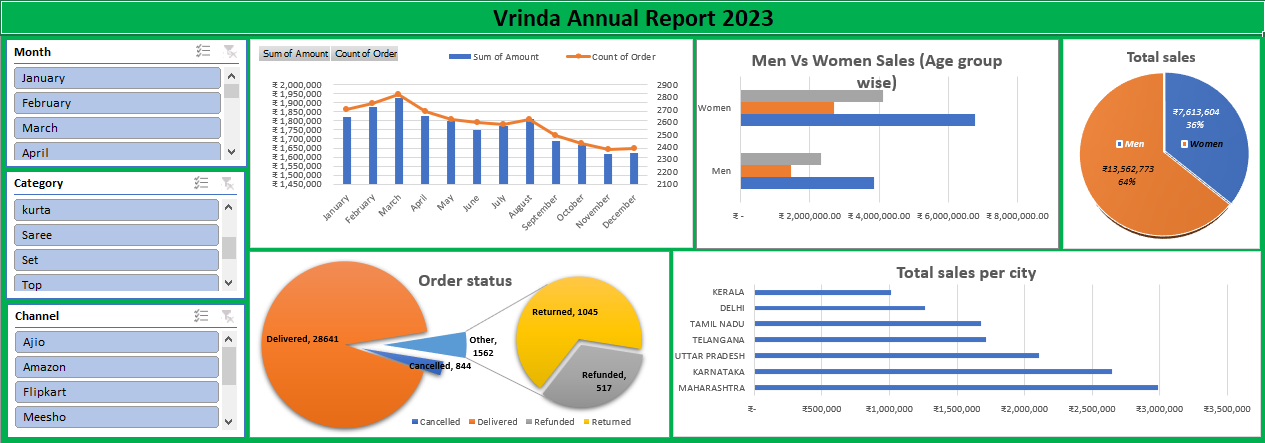 Vrinda Annual Report 2023
Month
January
February
March
April
Category
kurta
Saree
Set
Top
Channel
Ajio
Amazon
Flipkart
Meesho
Sum of Amount Count of Order
Sum of Amount Count of Order
₹ 2,000,000
₹ 1,950,000
₹ 1,900,000
₹ 1,850,000
₹ 1,800,000
₹ 1,750,000
₹ 1,700,000
₹ 1,650,000
₹ 1,600,000
₹ 1,550,000
₹ 1,500,000
₹ 1,450,000
2900
2800
2700
2600
2500
2400
2300
2200
2100
January
February
March
April
May
June
July
August
September
October
November
December
Men Vs Women Sales (Age group
wise)
Women
Men
₹ - ₹ 2,000,000.00 ₹ 4,000,000.00 ₹ 6,000,000.00 ₹ 8,000,000.00
Total sales
₹7,613,604
36%
Men Women
₹13,562,773
64%
Order status
Delivered, 28641
Other,
1562
Cancelled, 844
Returned, 1045
Refunded,
517
Cancelled Delivered Refunded Returned
Total sales per city
KERALA
DELHI
TAMIL NADU
TELANGANA
UTTAR PRADESH
KARNATAKA
MAHARASHTRA
₹- ₹500,000 ₹1,000,000 ₹1,500,000 ₹2,000,000 ₹2,500,000 ₹3,000,000 ₹3,500,000